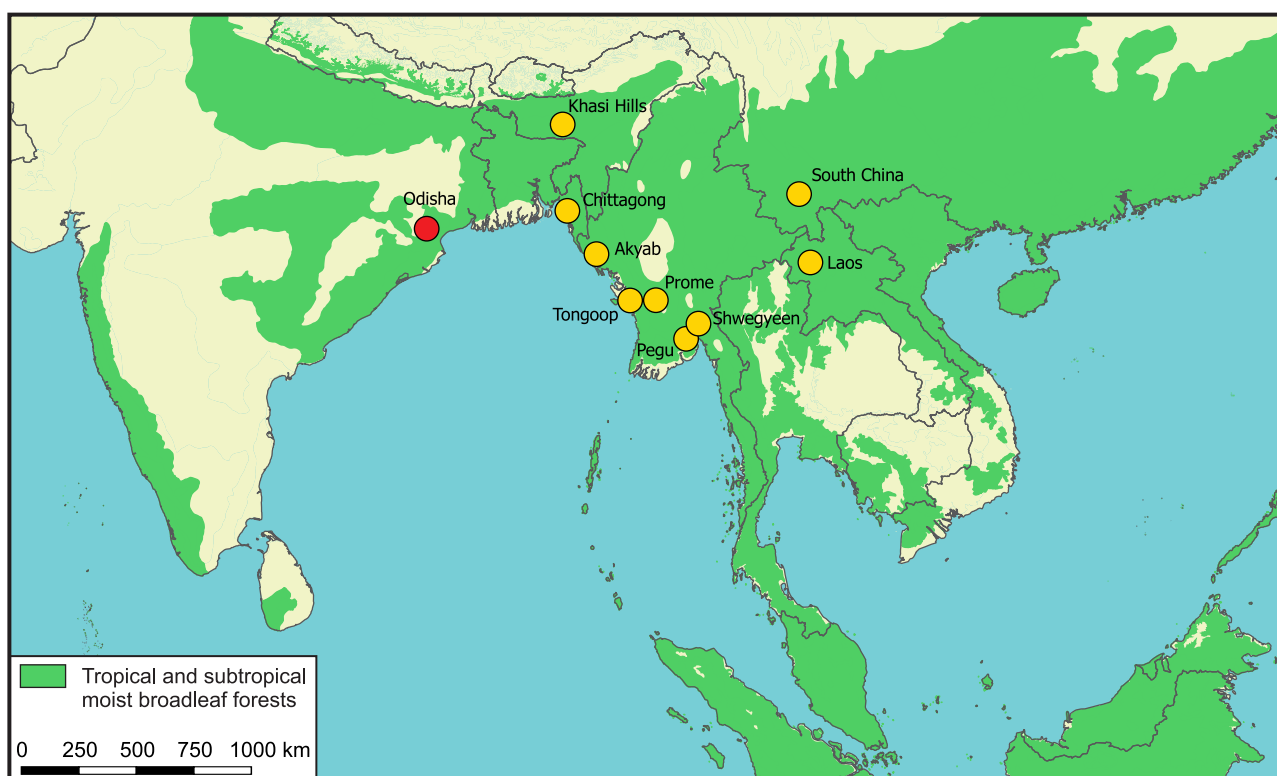 Khasi Hills
South China
Odisha
Chittagong
Akyab
Laos
Prome
Tongoop
Shwegyeen
Pegu
Tropical and subtropical
moist broadleaf forests
0 250 500 750 1000 km